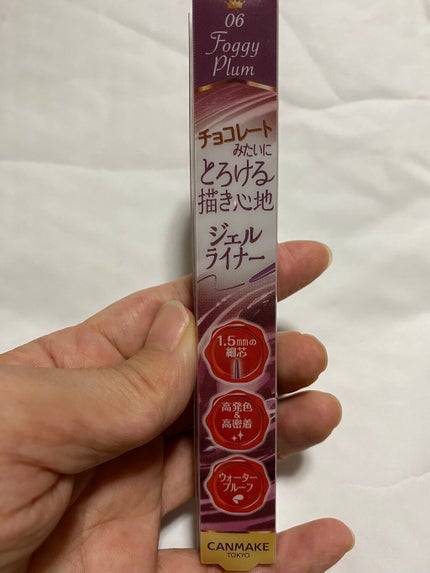 06
Foggy
Plum
チョコレート
みたいに
とろける
描き心地
ジェル
ライナー
1.5mmの
細芯
高発色
&
高密着
ウォーター
プルーフ
CANMAKE
TOKYO